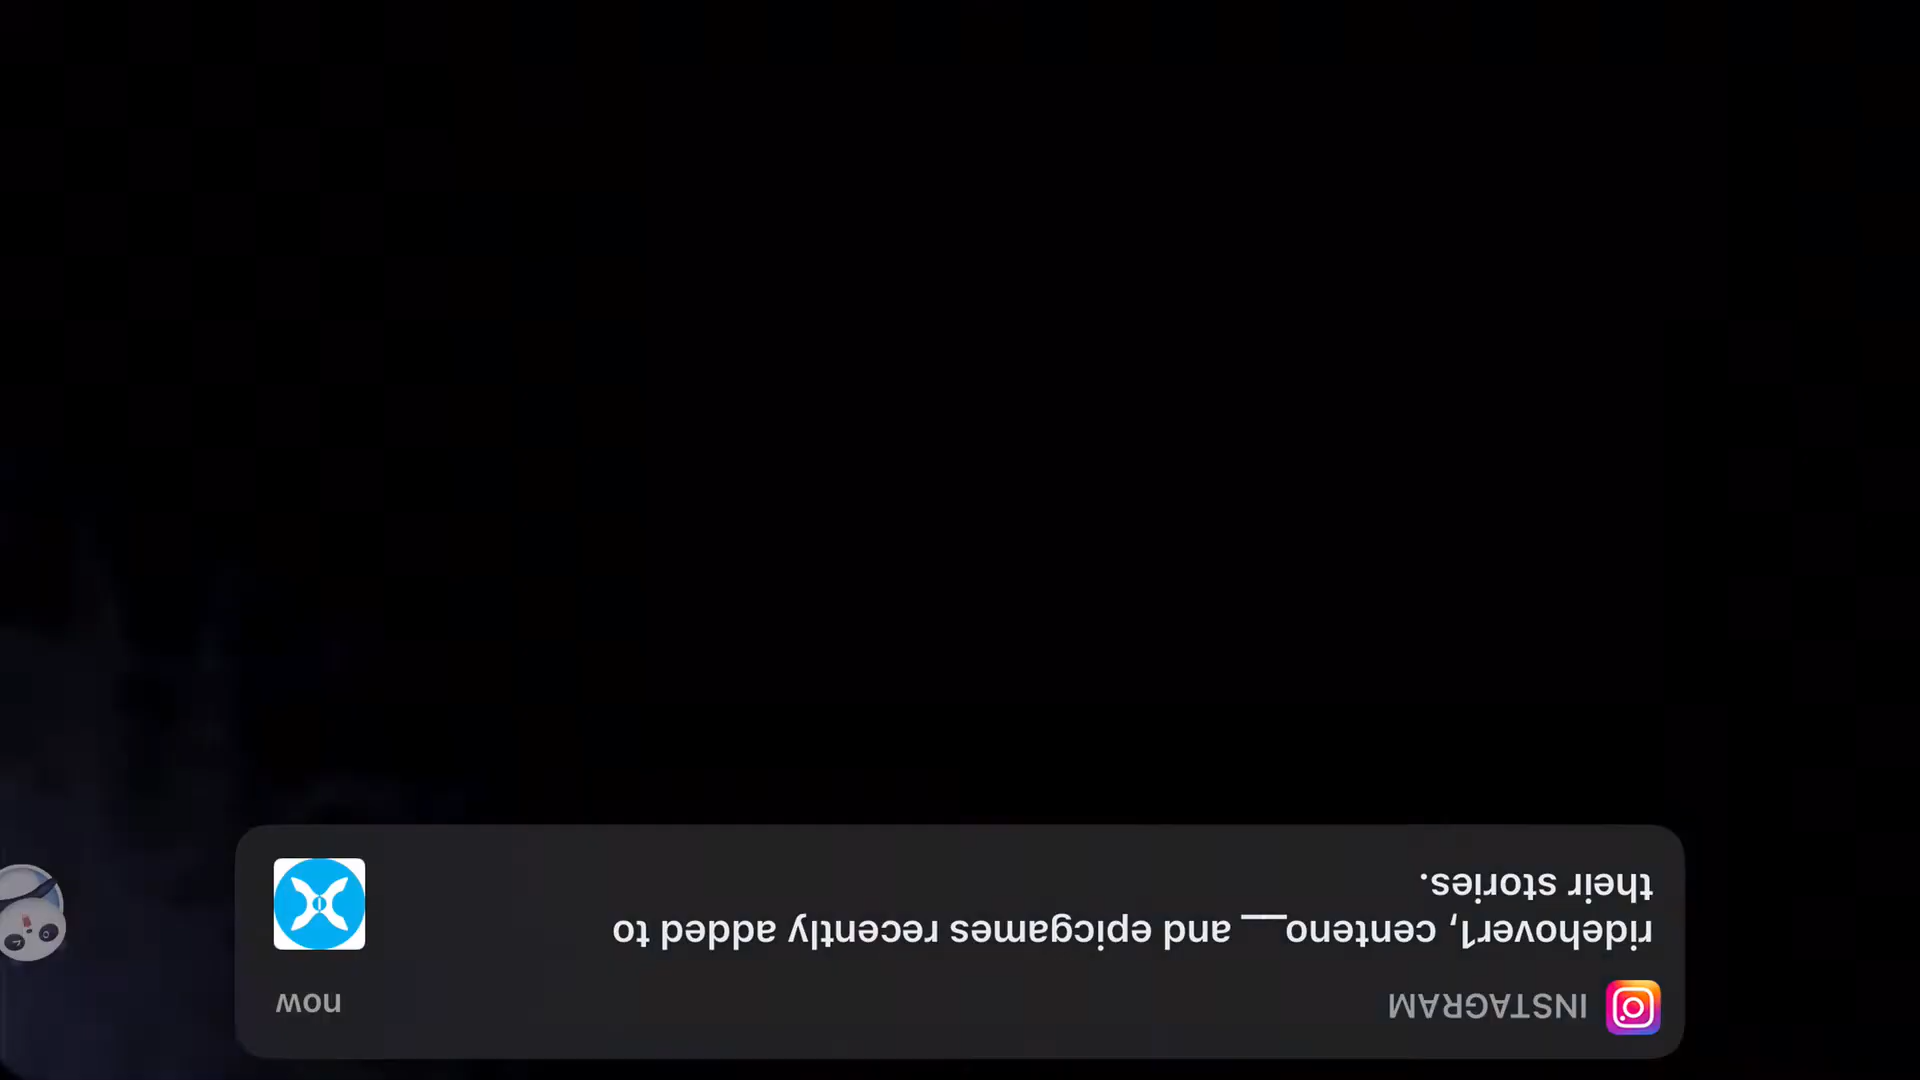 INSTAGRAM
now
ridehover1, centeno__ and epicgames recently added to
their stories.